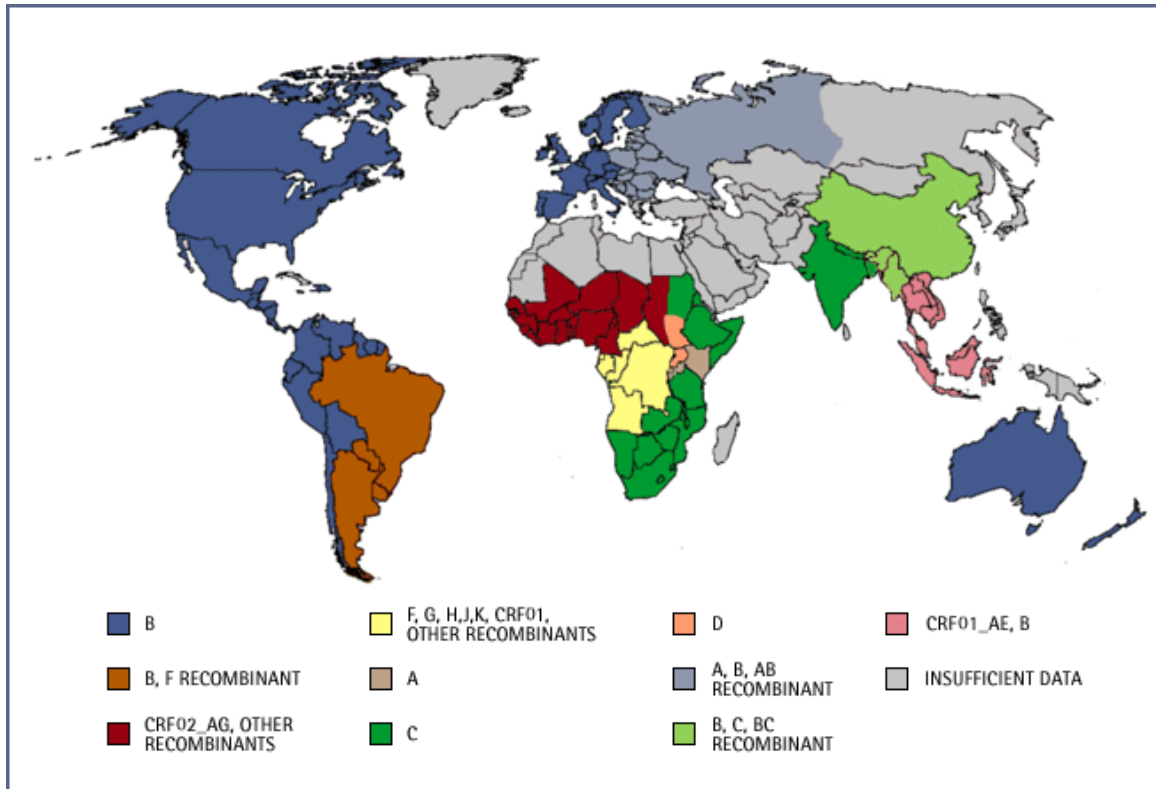 B
B, F RECOMBINANT
CRF02_AG, OTHER
RECOMBINANTS
F, G, H,J,K, CRF01,
OTHER RECOMBINANTS
A
C
D
A, B, AB
RECOMBINANT
B, C, BC
RECOMBINANT
CRF01_AE, B
INSUFFICIENT DATA